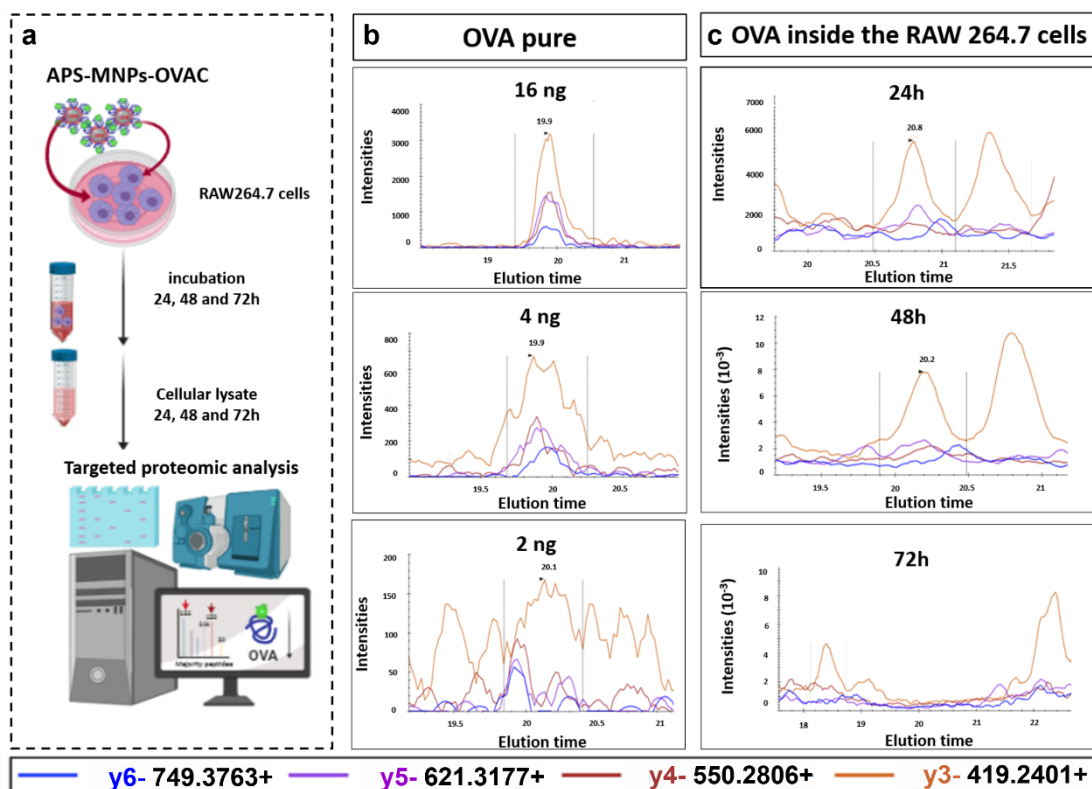 a
APS-MNPs-OVAC
RAW264.7 cells
incubation
24, 48 and 72h
Cellular lysate
24, 48 and 72h
Targeted proteomic analysis
Majority peptides
OVA
b
OVA pure
16 ng
Intensities
4000
3000
2000
1000
0
19.9
19
20
21
Elution time
4 ng
Intensities
800
600
400
200
0
19.9
19.5
20
20.5
Elution time
2 ng
Intensities
200
150
100
50
0
20.1
19.5
20
20.5
21
Elution time
c OVA inside the RAW 264.7 cells
24h
Intensities
7000
6000
4000
2000
0
20.8
20
20.5
21
21.5
Elution time
48h
Intensities (10-3)
12
10
8
6
4
2
0
20.2
19.5
20
20.5
21
Elution time
72h
Intensities (10-3)
10
8
6
4
2
0
18
19
20
21
22
Elution time
y6- 749.3763+
y5- 621.3177+
y4- 550.2806+
y3- 419.2401+